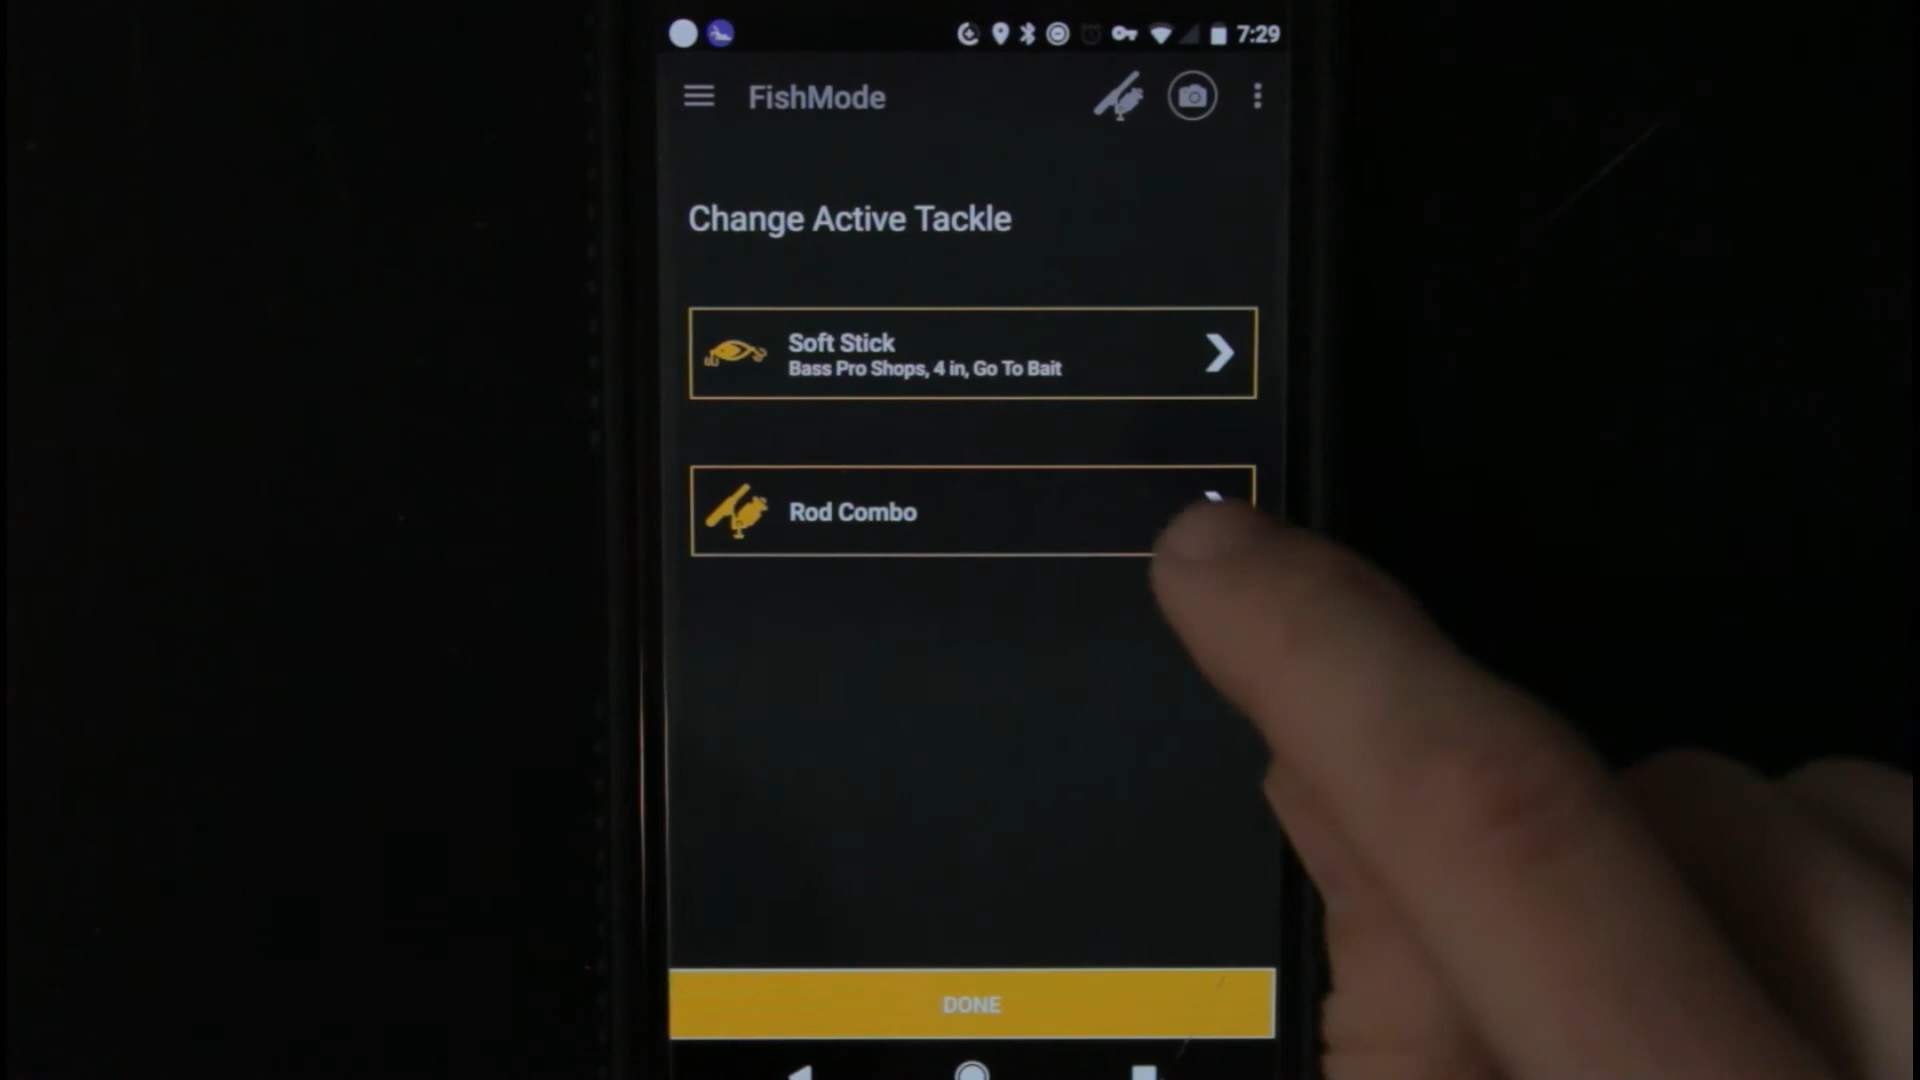 7:29
FishMode
Change Active Tackle
Soft Stick
Bass Pro Shops, 4 in, Go To Bait
Rod Combo
DONE